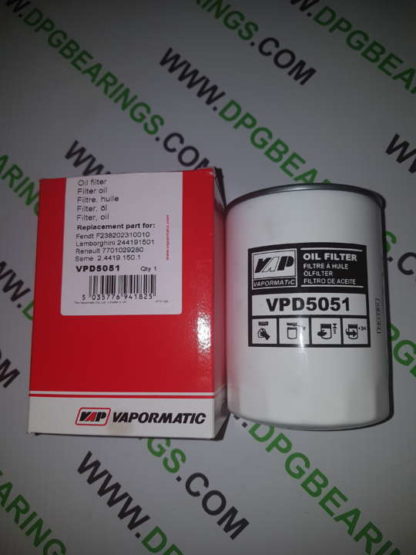 WWW.DPGBEARINGS.COM
WWW.DPGBEARINGS.COM
Oil filter
Filter oil
Filtre, huile
Filter, öl
Filter, oil
Replacement part for:
Fendt F238202310010
Lamborghini 244191501
Renault 7701029280
Same 2.4419.150.1
VPD5051 Qty 1
5 035776 941825
VAP VAPORMATIC
VAP
VAPORMATIC
OIL FILTER
FILTRE À HUILE
ÖLFILTER
FILTRO DE ACEITE
VPD5051
DPGBEARINGS.COM
WWW.DPGBEARINGS.COM